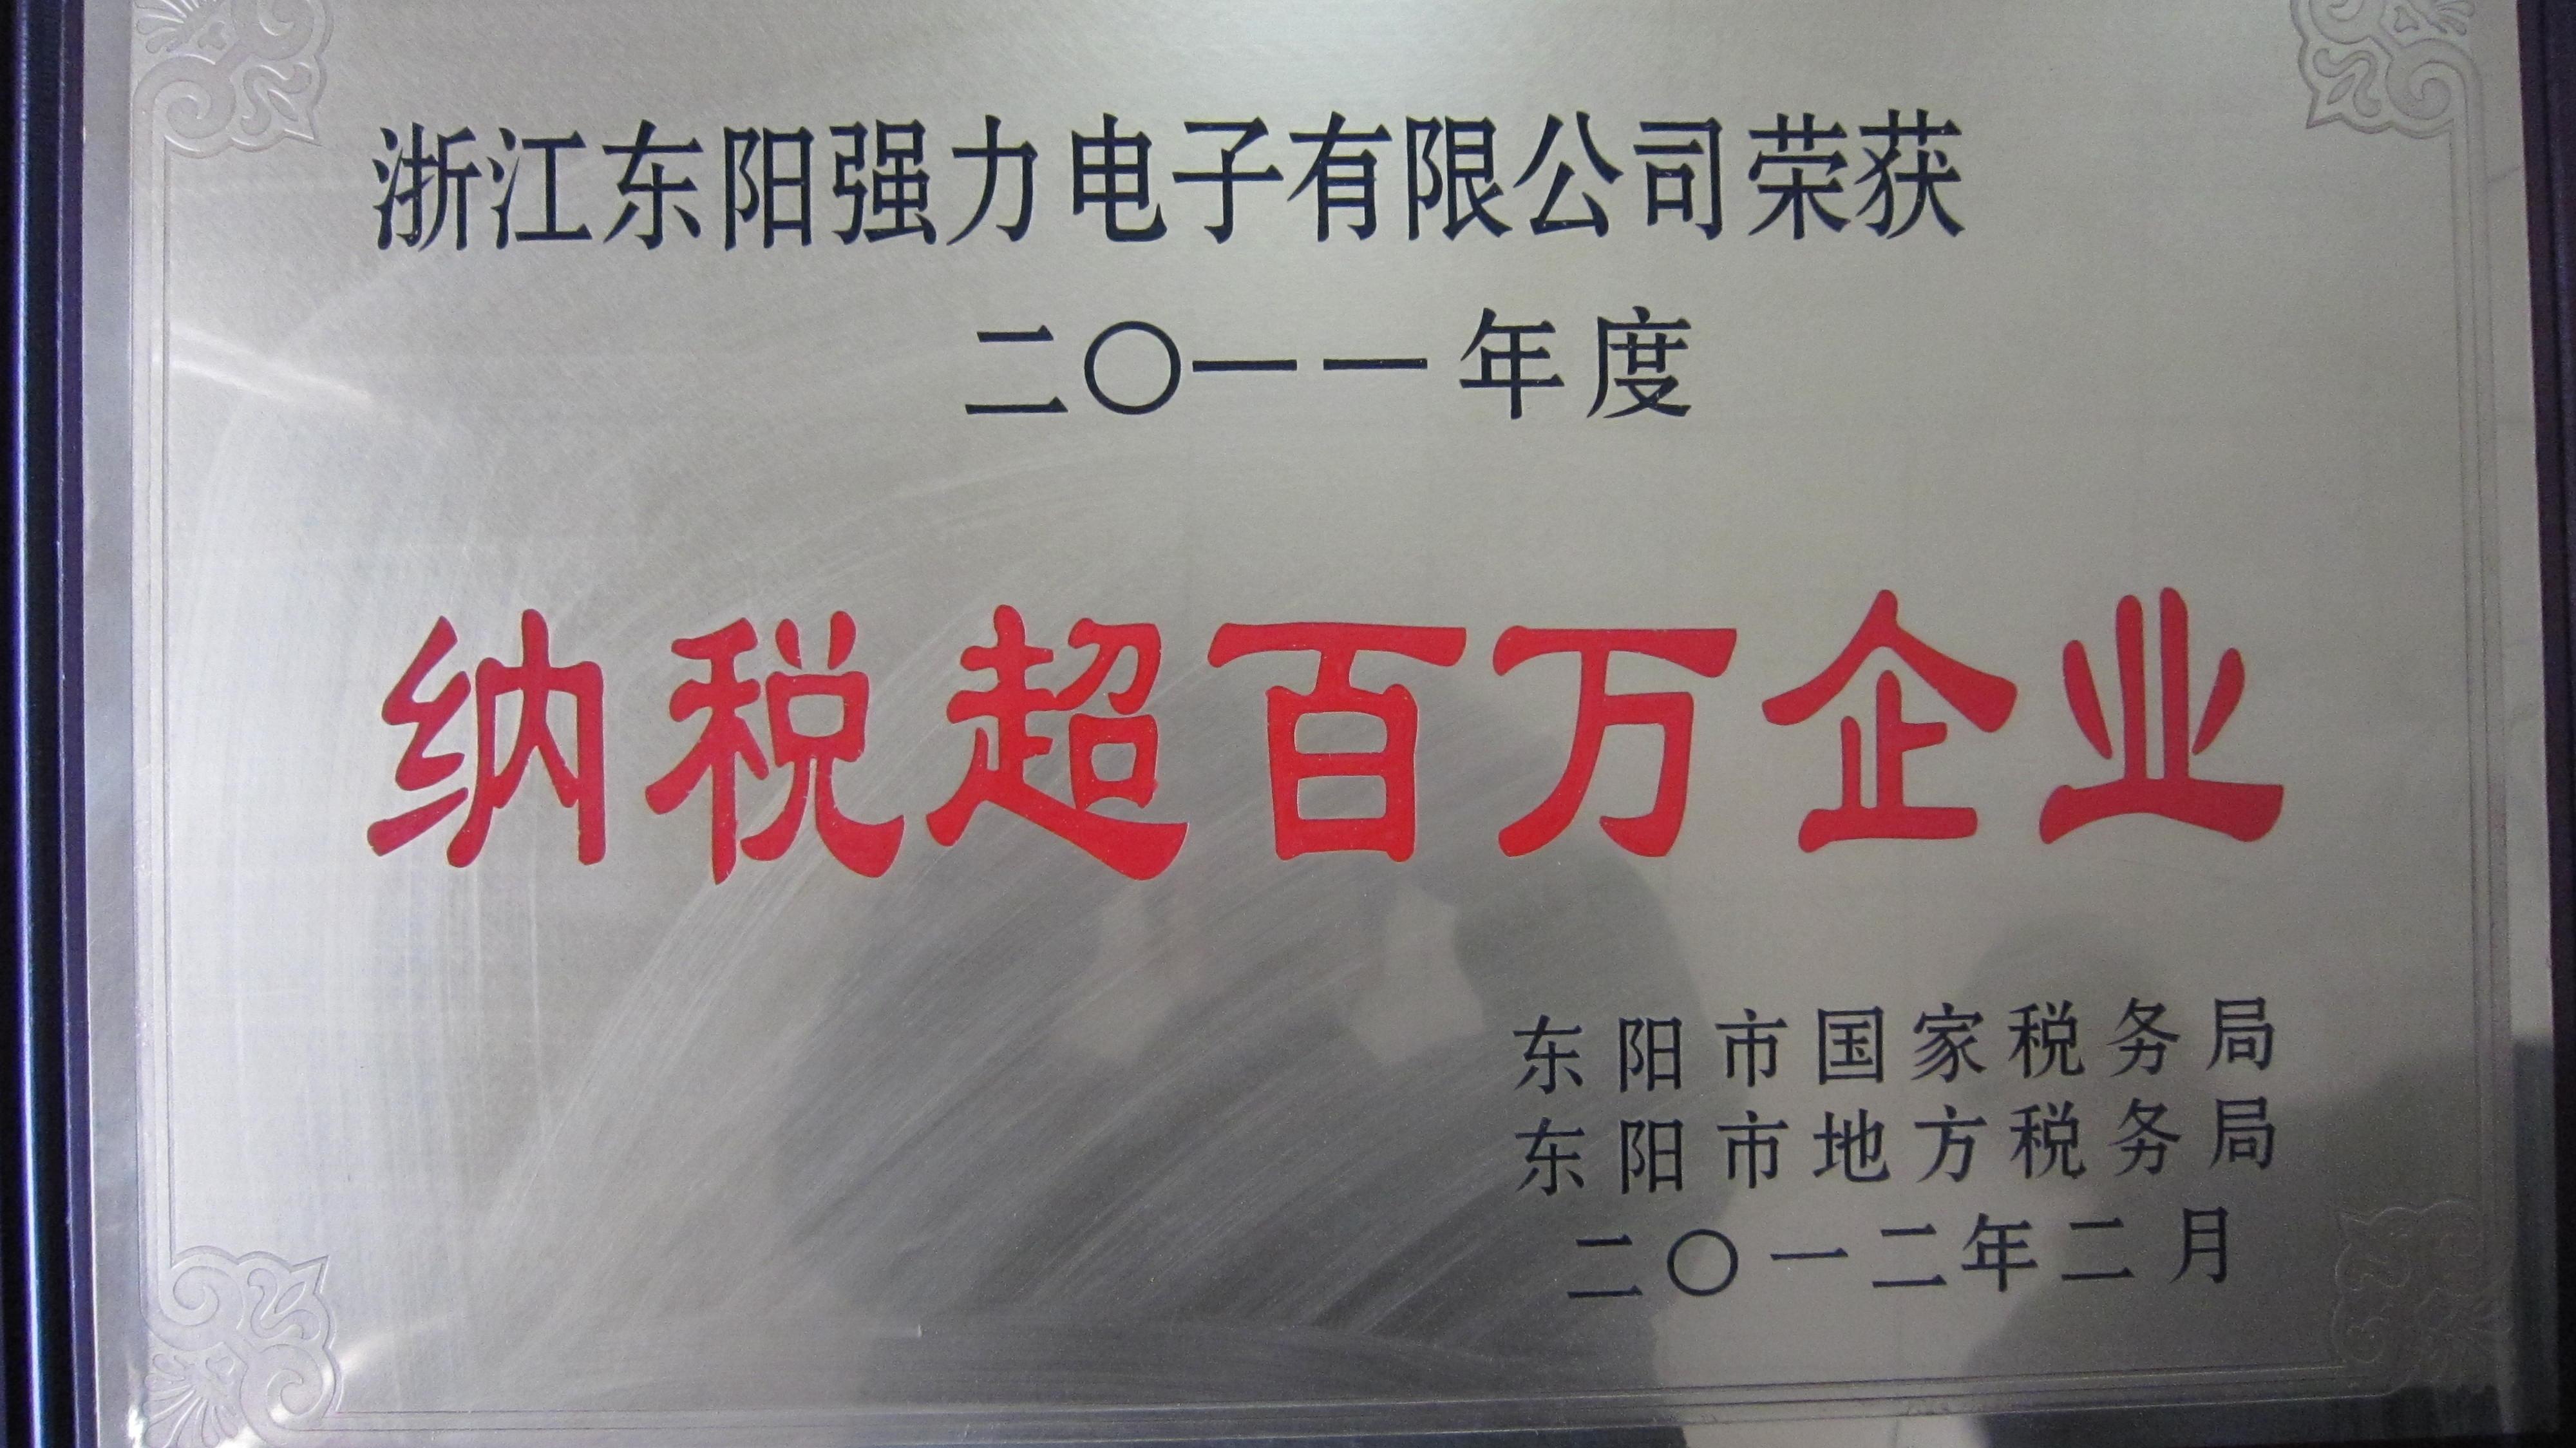 浙江东阳强力电子有限公司荣获
二〇一一年度
纳税超百万企业
东阳市国家税务局
东阳市地方税务局
二〇一二年二月